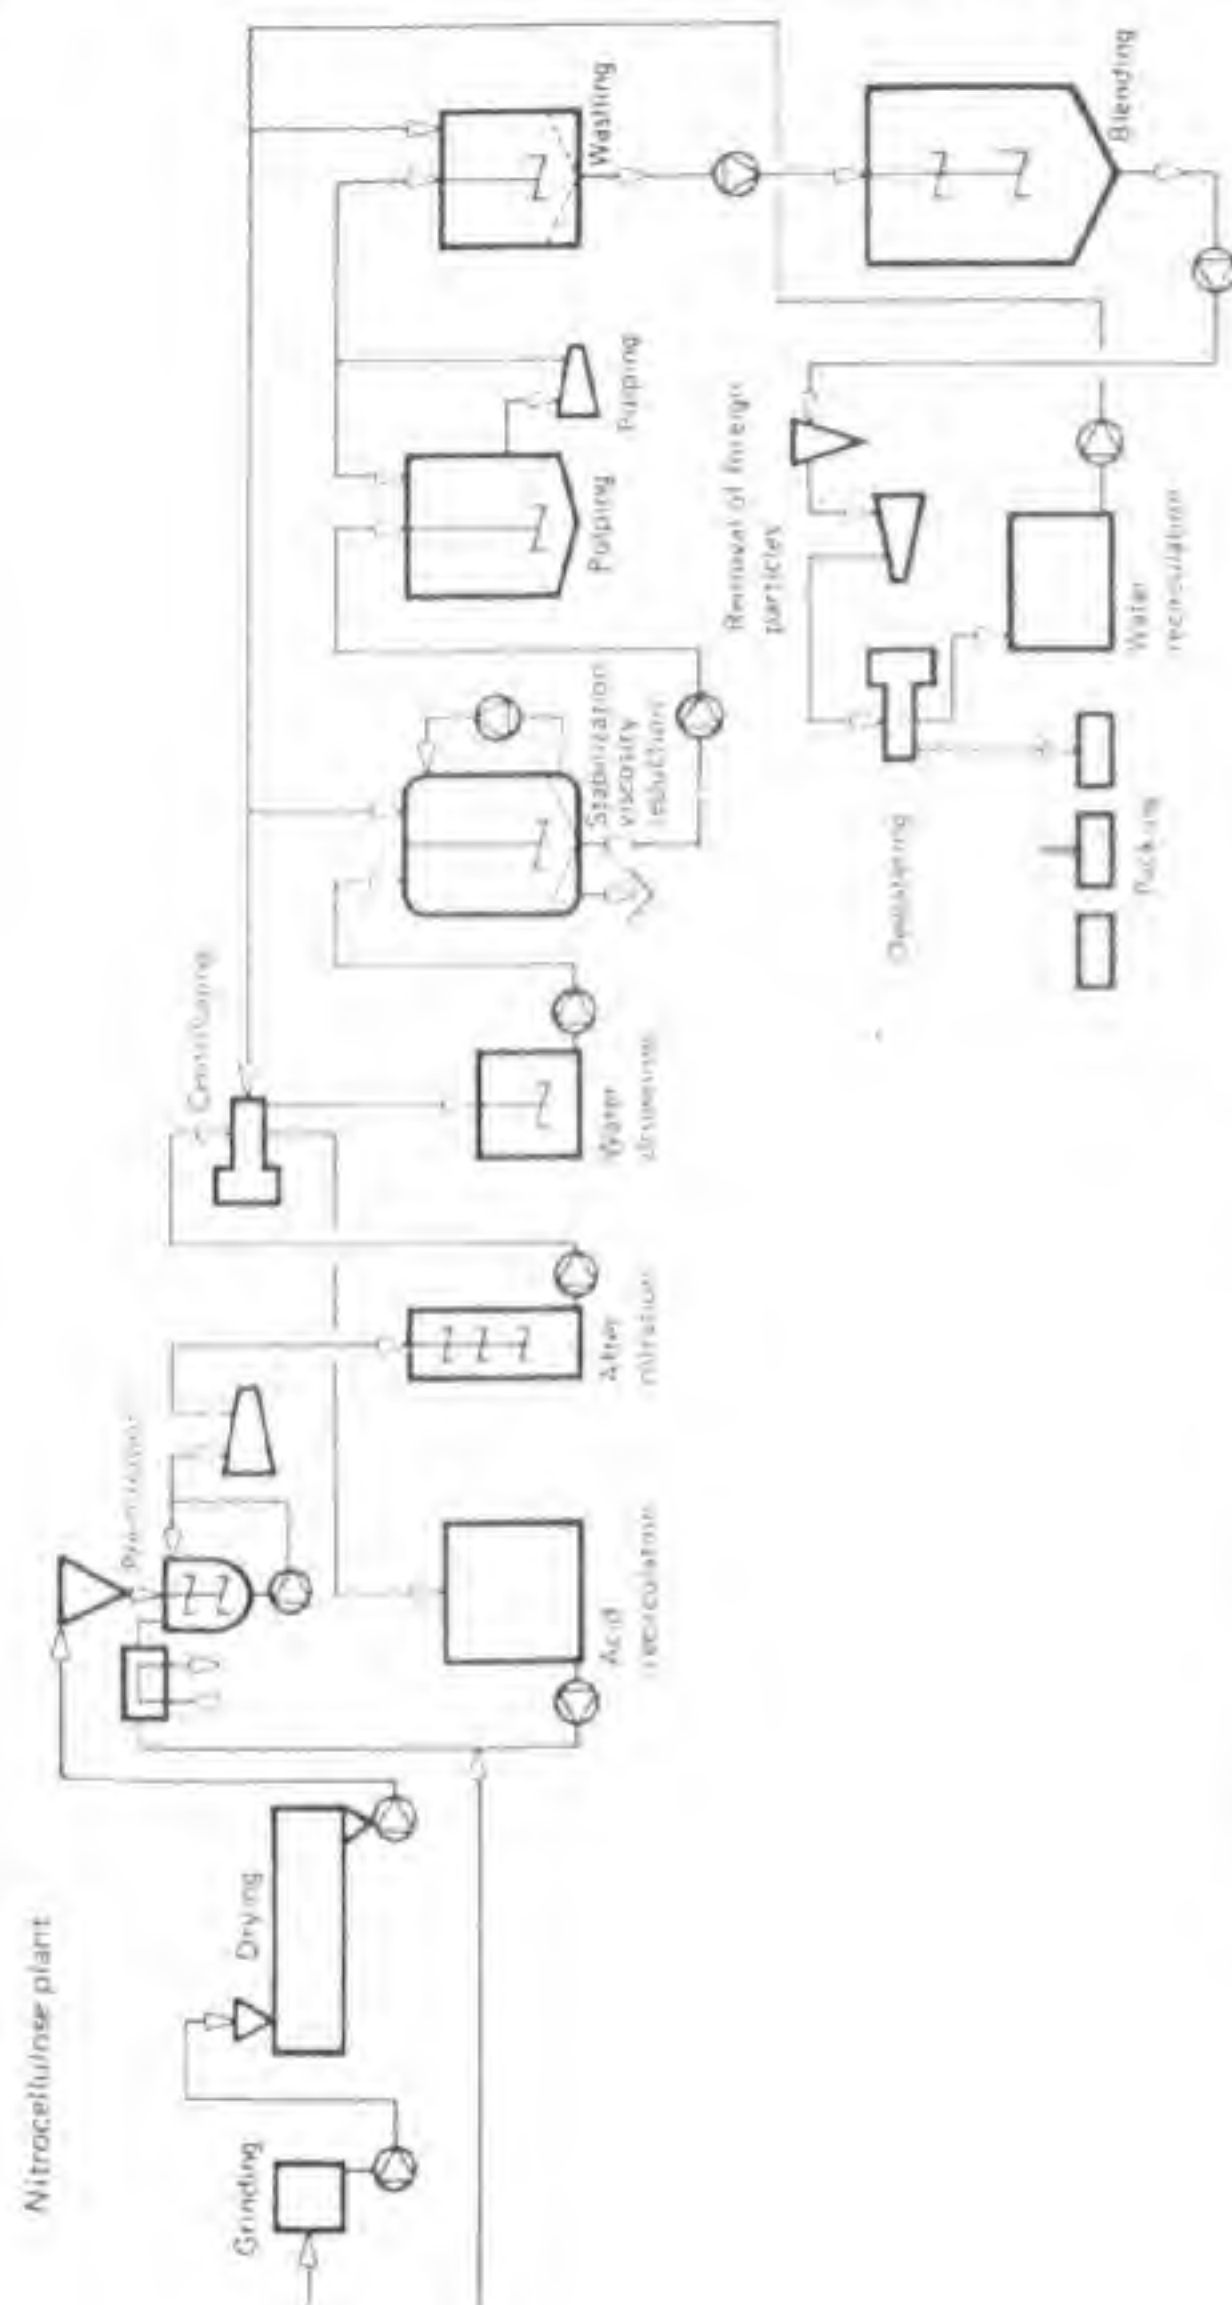 Nitrocellulose plant
Grinding
Drying
Acid
recirculation
After
nitration
Centrifuging
Water
Stabilization
viscosity
reduction
Pulping
Pulping
Washing
Removal of foreign
particles
Blending
Dewatering
Water
recirculation
Packing